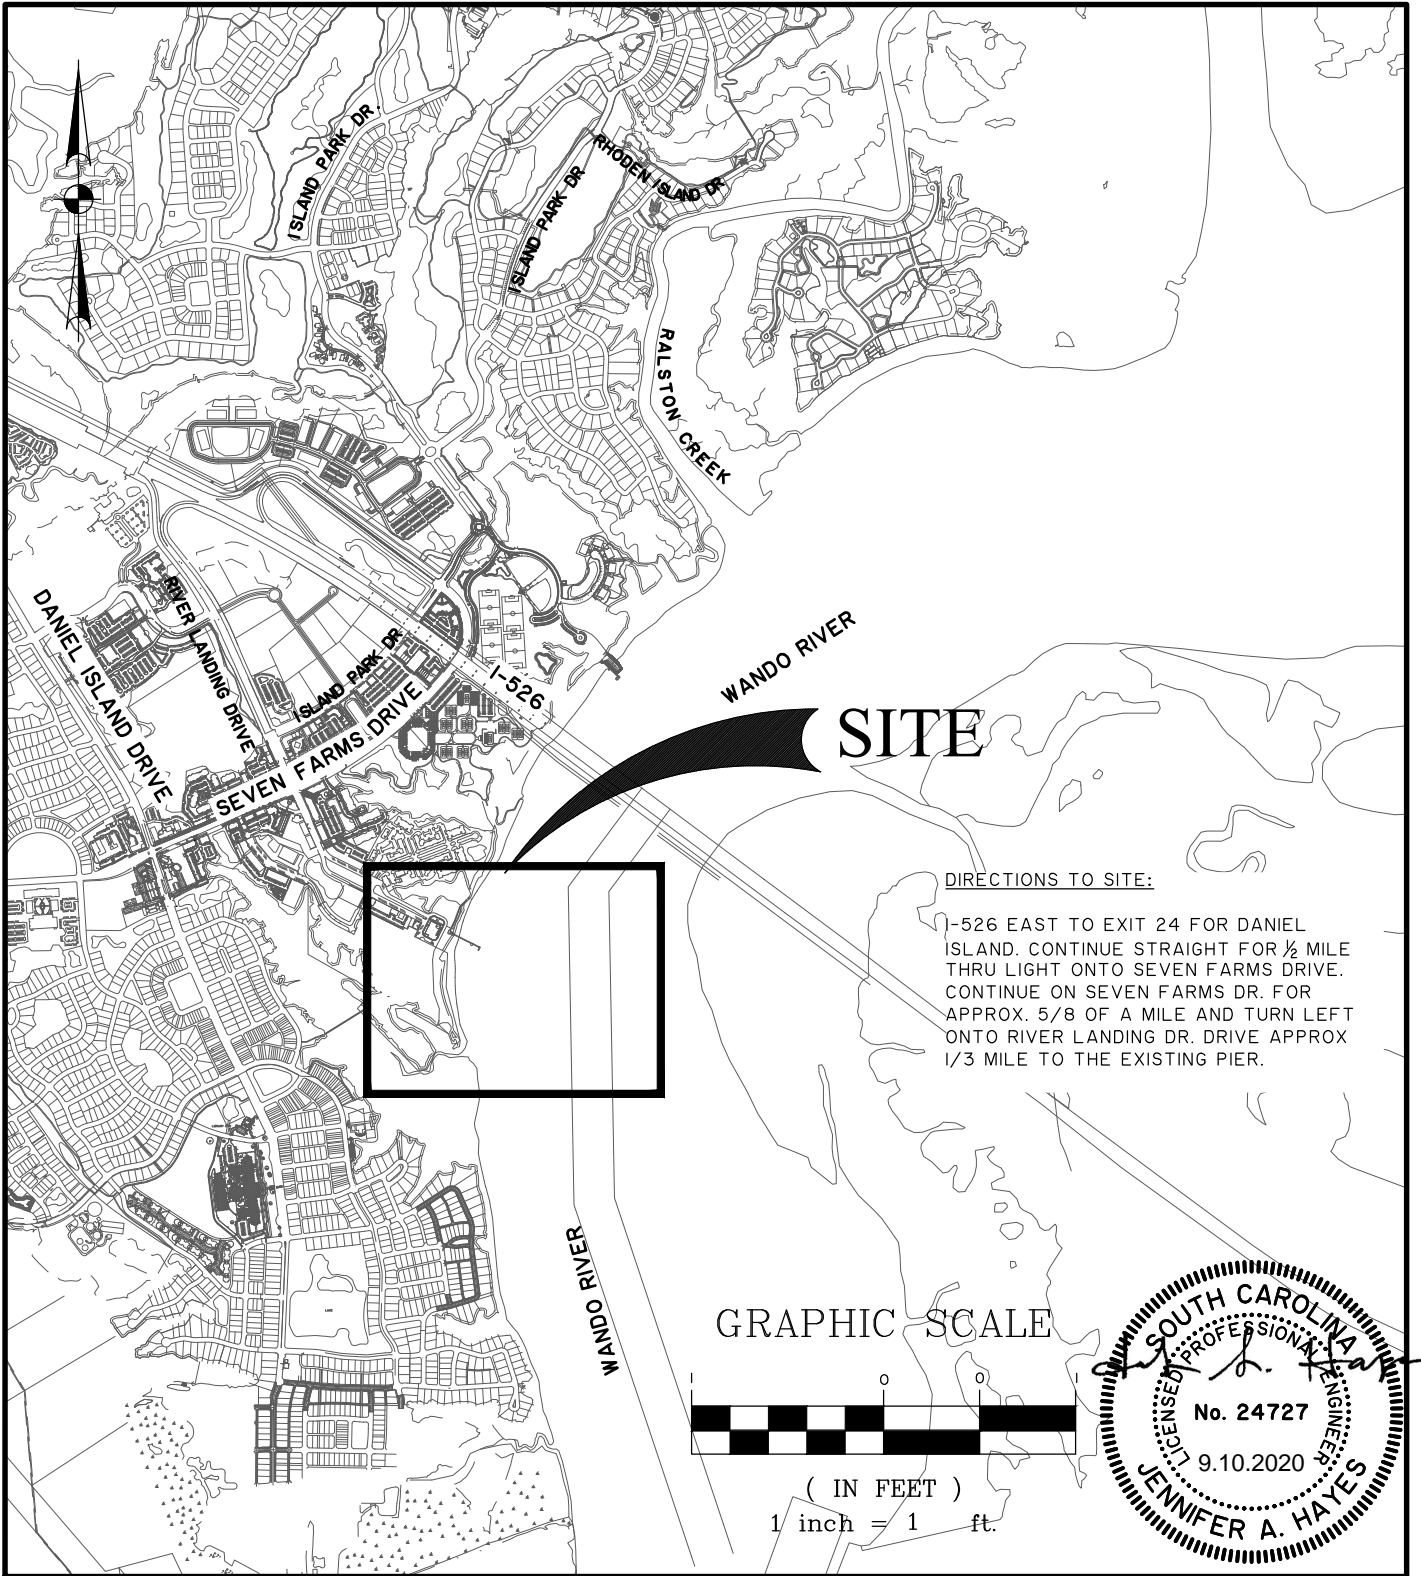 ISLAND PARK DR.
RHODEN ISLAND DR
ISLAND PARK DR
RALSTON CREEK
DANIEL ISLAND DRIVE
RIVER LANDING DRIVE
ISLAND PARK DR
SEVEN FARMS DRIVE
I-526
WANDO RIVER
SITE
DIRECTIONS TO SITE:
I-526 EAST TO EXIT 24 FOR DANIEL
ISLAND. CONTINUE STRAIGHT FOR ½ MILE
THRU LIGHT ONTO SEVEN FARMS DRIVE.
CONTINUE ON SEVEN FARMS DR. FOR
APPROX. 5/8 OF A MILE AND TURN LEFT
ONTO RIVER LANDING DR. DRIVE APPROX
1/3 MILE TO THE EXISTING PIER.
WANDO RIVER
LAKE
GRAPHIC SCALE
1 0 0 1
( IN FEET )
1 inch = 1 ft.
SOUTH CAROLINA
LICENSED PROFESSIONAL ENGINEER
No. 24727
9.10.2020
JENNIFER A. HAYES